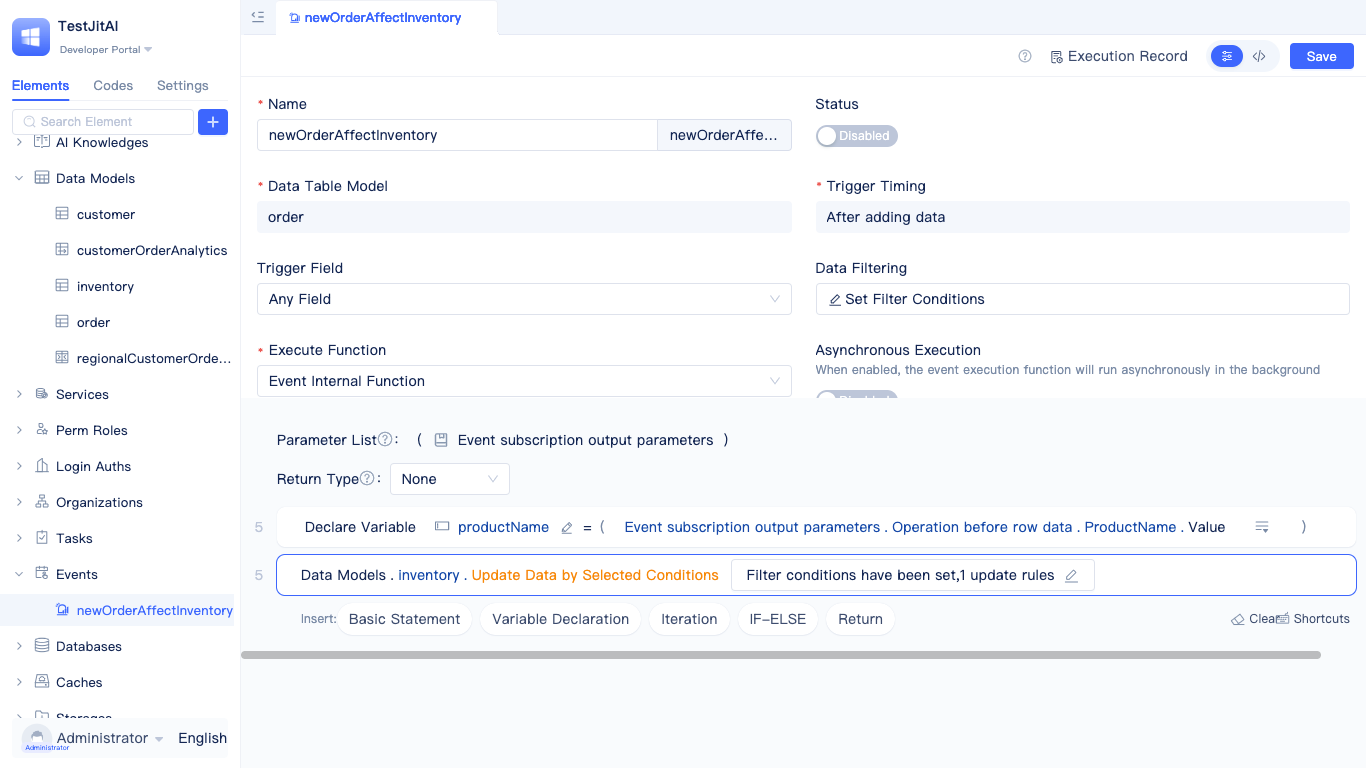 TestJitAI
Developer Portal
Elements Codes Settings
Search Element
AI Knowledges
Data Models
customer
customerOrderAnalytics
inventory
order
regionalCustomerOrde...
Services
Perm Roles
Login Auths
Organizations
Tasks
Events
newOrderAffectInventory
Databases
Caches
Storages
Administrator
Administrator
English
newOrderAffectInventory
Execution Record
Save
* Name
newOrderAffectInventory newOrderAffe...
Status
Disabled
* Data Table Model
order
* Trigger Timing
After adding data
Trigger Field
Any Field
Data Filtering
Set Filter Conditions
* Execute Function
Event Internal Function
Asynchronous Execution
When enabled, the event execution function will run asynchronously in the background
Disabled
Parameter List : ( Event subscription output parameters )
Return Type : None
5 Declare Variable productName = ( Event subscription output parameters . Operation before row data . ProductName . Value )
5 Data Models . inventory . Update Data by Selected Conditions Filter conditions have been set,1 update rules
Insert: Basic Statement Variable Declaration Iteration IF-ELSE Return Clear Shortcuts